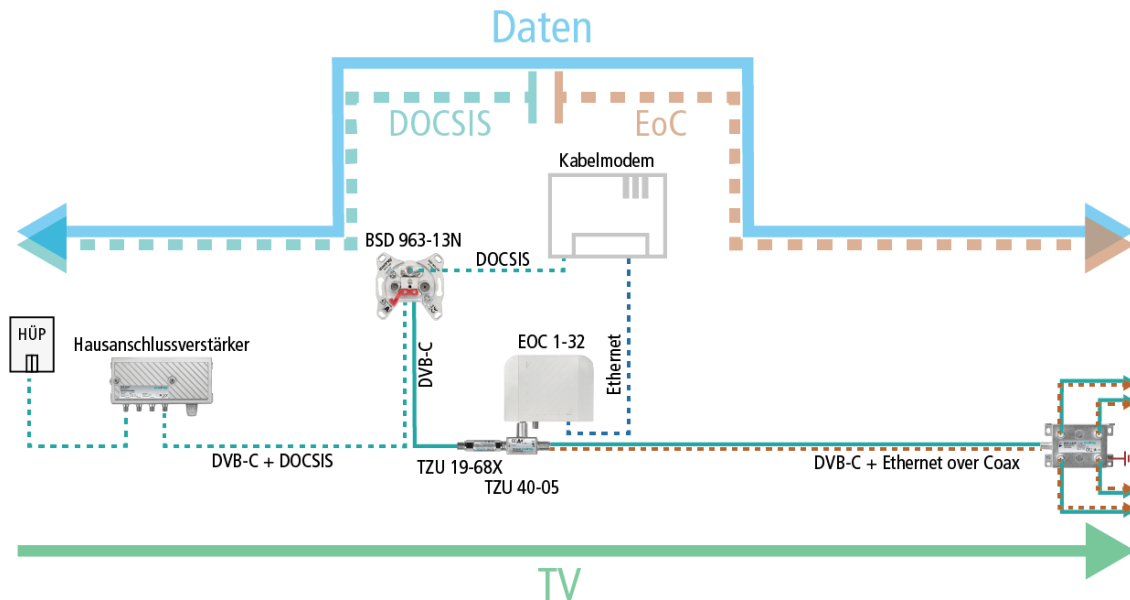 Daten
DOCSIS
EoC
Kabelmodem
BSD 963-13N
DOCSIS
HÜP
Hausanschlussverstärker
EOC 1-32
DVB-C
Ethernet
DVB-C + DOCSIS
TZU 19-68X
TZU 40-05
DVB-C + Ethernet over Coax
TV